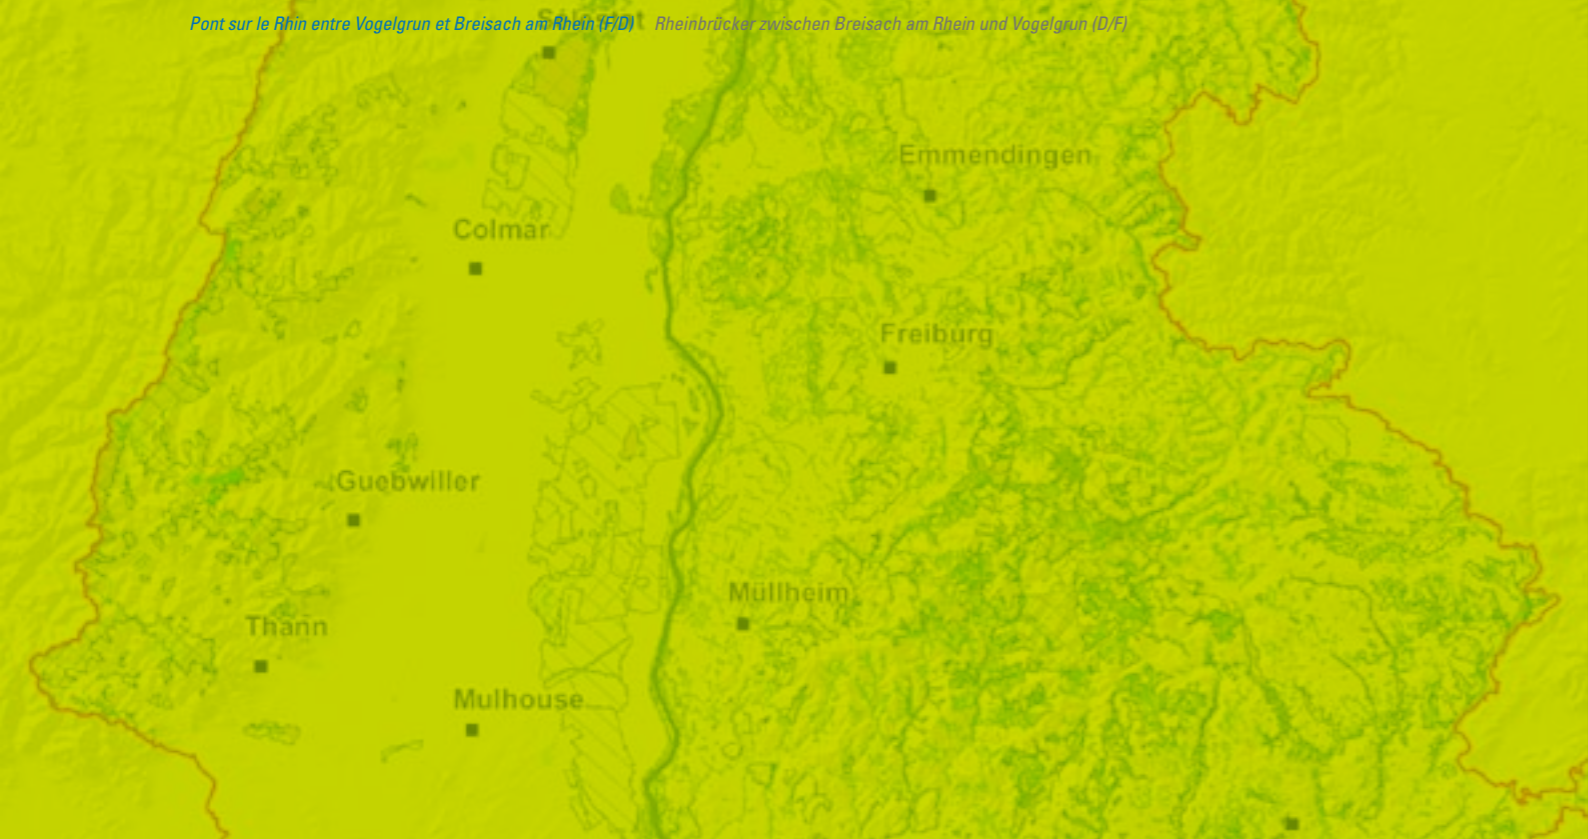 Pont sur le Rhin entre Vogelgrun et Breisach am Rhein (F/D) Rheinbrücker zwischen Breisach am Rhein und Vogelgrun (D/F)
Emmendingen
Colmar
Freiburg
Guebwiller
Müllheim
Thann
Mulhouse